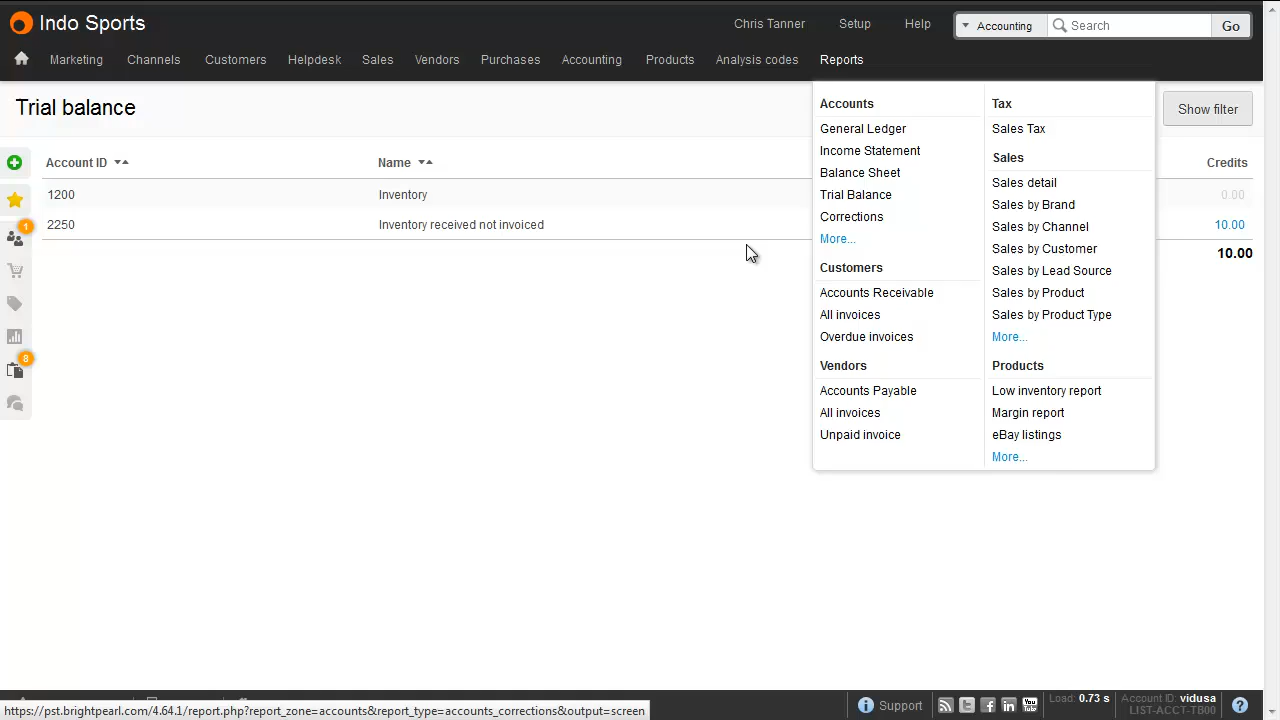 Indo Sports
Chris Tanner Setup Help Accounting Search Go
Marketing Channels Customers Helpdesk Sales Vendors Purchases Accounting Products Analysis codes Reports
Trial balance
Show filter
Account ID Name Credits
1200 Inventory 0.00
2250 Inventory received not invoiced 10.00
10.00
1
8
Accounts
General Ledger
Income Statement
Balance Sheet
Trial Balance
Corrections
More...
Customers
Accounts Receivable
All invoices
Overdue invoices
Vendors
Accounts Payable
All invoices
Unpaid invoice
Tax
Sales Tax
Sales
Sales detail
Sales by Brand
Sales by Channel
Sales by Customer
Sales by Lead Source
Sales by Product
Sales by Product Type
More...
Products
Low inventory report
Margin report
eBay listings
More...
Support
You
Tube
Load: 0.73 s
Account ID: vidusa
LIST-ACCT-TB00
https://pst.brightpearl.com/4.64.1/report.php?report_zone=accounts&report_type=accounts_corrections&output=screen